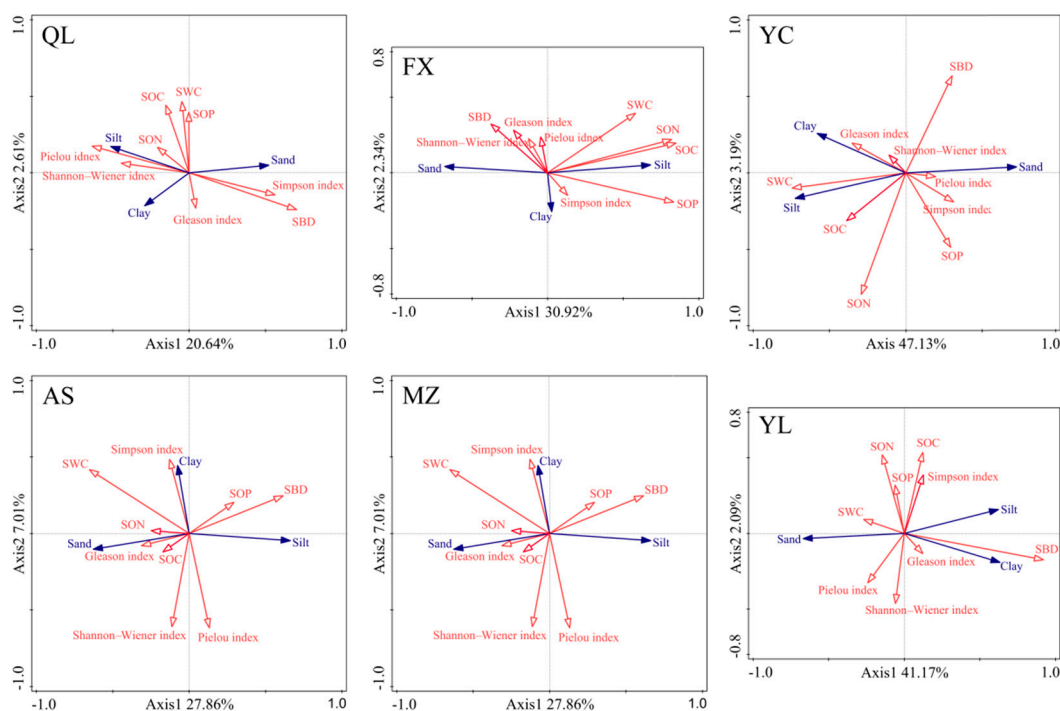 QL
1.0
SOC
SWC
SOP
Silt
SON
Pielou idnex
Shannon–Wiener idnex
Sand
Simpson index
Clay
Gleason index
SBD
Axis2 2.61%
-1.0
-1.0
Axis1 20.64%
1.0
FX
0.8
SBD
Gleason index
SWC
Shannon–Wiener idnex
Pielou idnex
SON
SOC
Sand
Silt
Simpson index
SOP
Clay
Axis2 2.34%
-0.8
-1.0
Axis1 30.92%
1.0
YC
1.0
SBD
Clay
Gleason index
Shannon–Wiener index
Sand
SWC
Pielou index
Silt
Simpson index
SOC
SOP
SON
Axis2 3.19%
-1.0
-1.0
Axis 47.13%
1.0
AS
1.0
Simpson index
Clay
SWC
SOP
SBD
SON
Sand
Silt
Gleason index
SOC
Shannon–Wiener index
Pielou index
Axis2 7.01%
-1.0
-1.0
Axis1 27.86%
1.0
MZ
1.0
Simpson index
Clay
SWC
SOP
SBD
SON
Sand
Silt
Gleason index
SOC
Shannon–Wiener index
Pielou index
Axis2 7.01%
-1.0
-1.0
Axis1 27.86%
1.0
YL
0.8
SON
SOC
SOP
Simpson index
SWC
Silt
Sand
Gleason index
SBD
Clay
Pielou index
Shannon–Wiener index
Axis2 2.09%
-0.8
-1.0
Axis1 41.17%
1.0